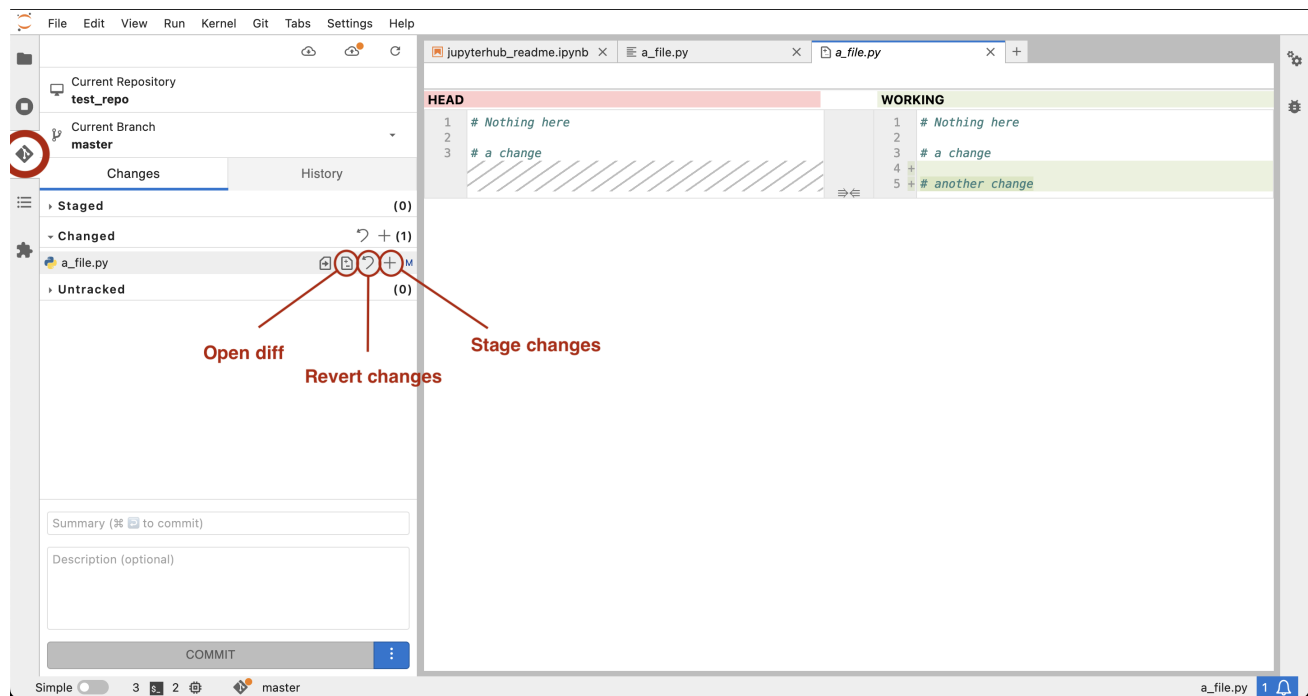 File Edit View Run Kernel Git Tabs Settings Help
jupyterhub_readme.ipynb
a_file.py
a_file.py
Current Repository
test_repo
Current Branch
master
Changes History
Staged (0)
Changed (1)
a_file.py M
Untracked (0)
Open diff
Revert changes
Stage changes
Summary (⌘ to commit)
Description (optional)
COMMIT
HEAD
1 # Nothing here
2
3 # a change
WORKING
1 # Nothing here
2
3 # a change
4 +
5 + # another change
Simple 3 2 master a_file.py 1